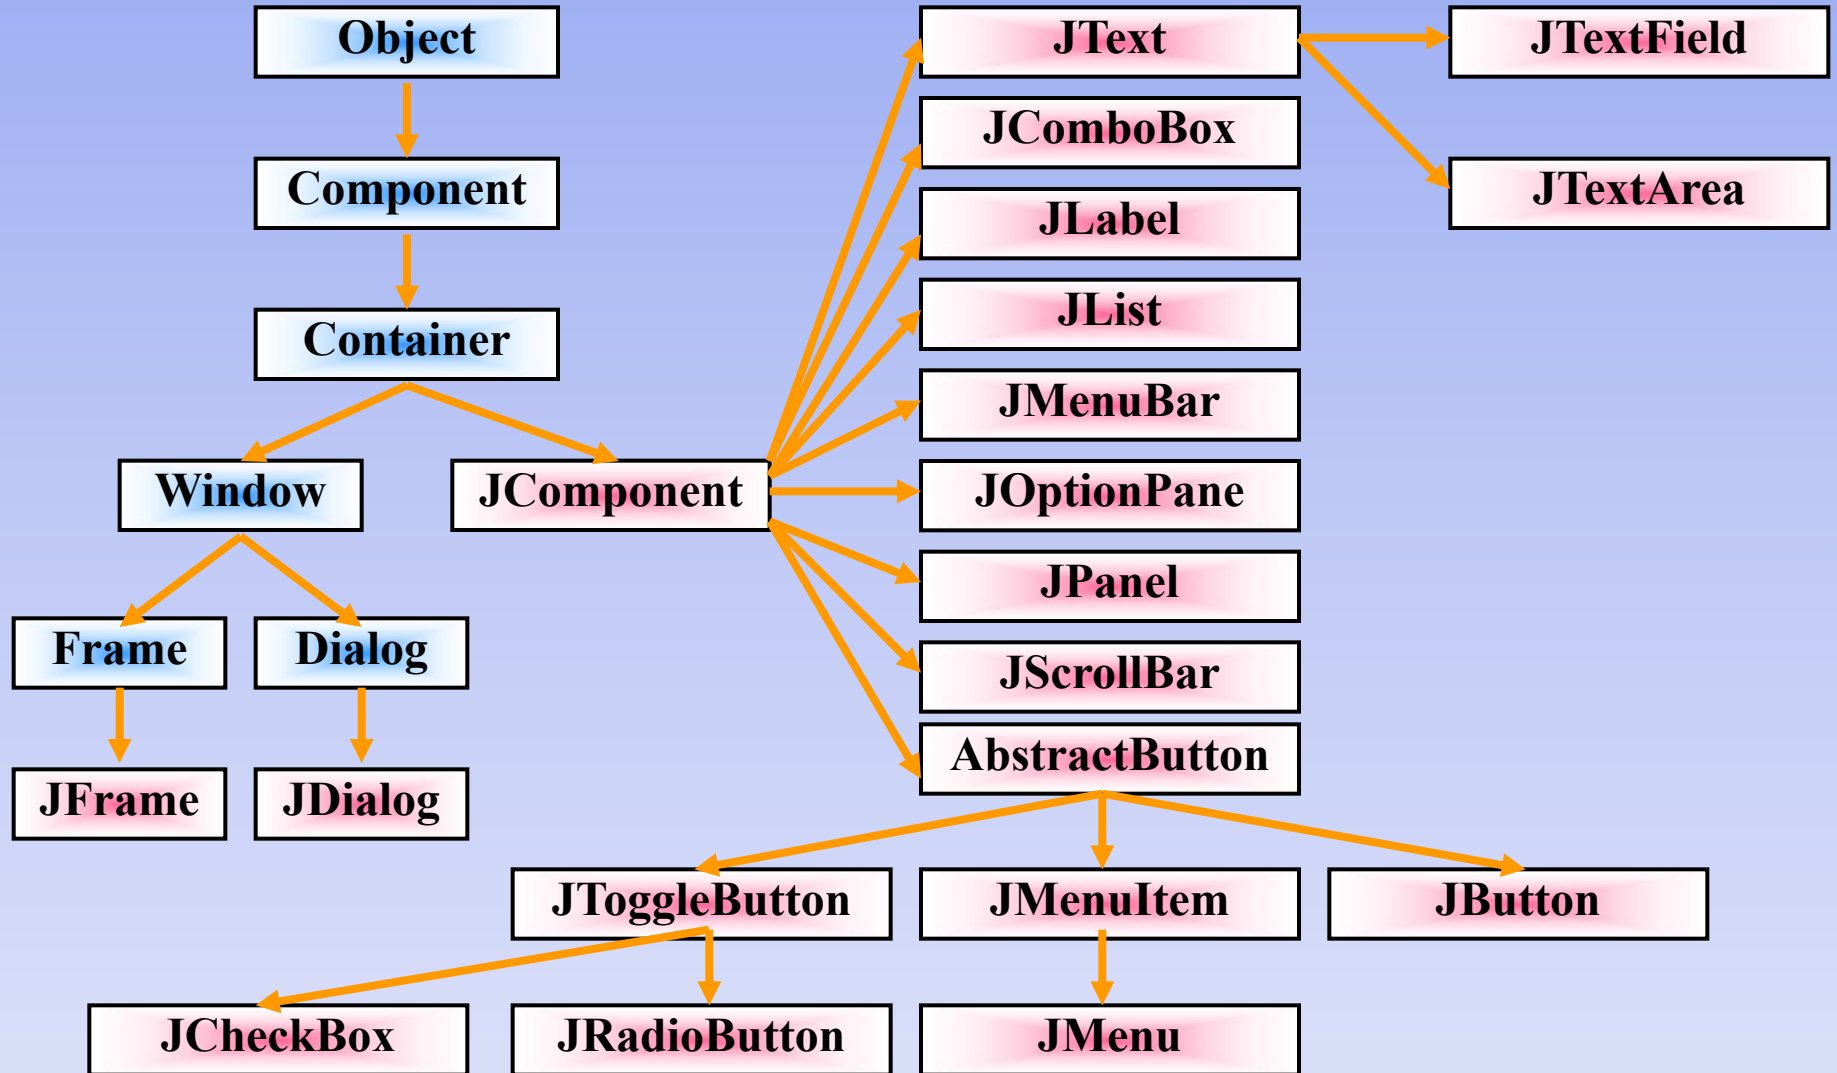 Object
JText
JTextField
JComboBox
Component
JTextArea
JLabel
JList
Container
JMenuBar
Window
JComponent
JOptionPane
JPanel
Frame
Dialog
JScrollBar
AbstractButton
JFrame
JDialog
JToggleButton
JMenuItem
JButton
JCheckBox
JRadioButton
JMenu